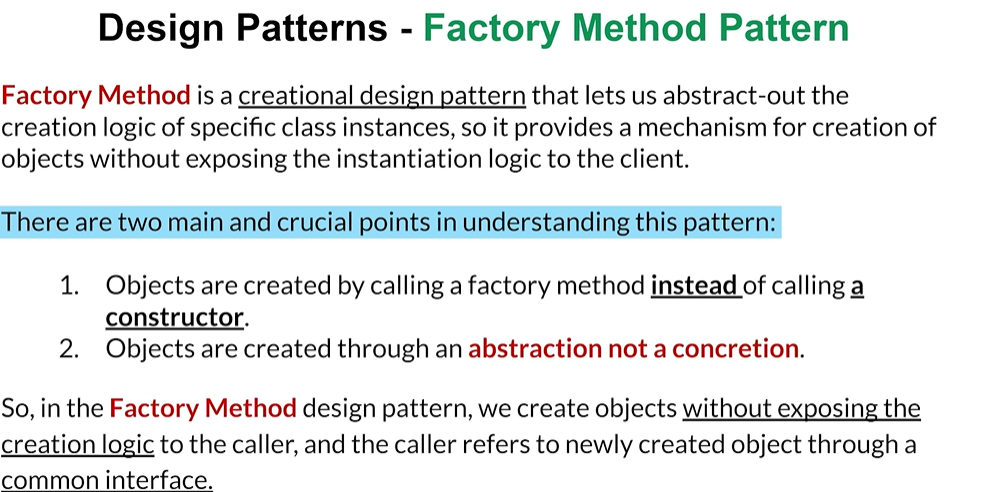 Design Patterns - Factory Method Pattern
Factory Method is a creational design pattern that lets us abstract-out the
creation logic of specific class instances, so it provides a mechanism for creation of
objects without exposing the instantiation logic to the client.
There are two main and crucial points in understanding this pattern:
1. Objects are created by calling a factory method instead of calling a
constructor.
2. Objects are created through an abstraction not a concretion.
So, in the Factory Method design pattern, we create objects without exposing the
creation logic to the caller, and the caller refers to newly created object through a
common interface.